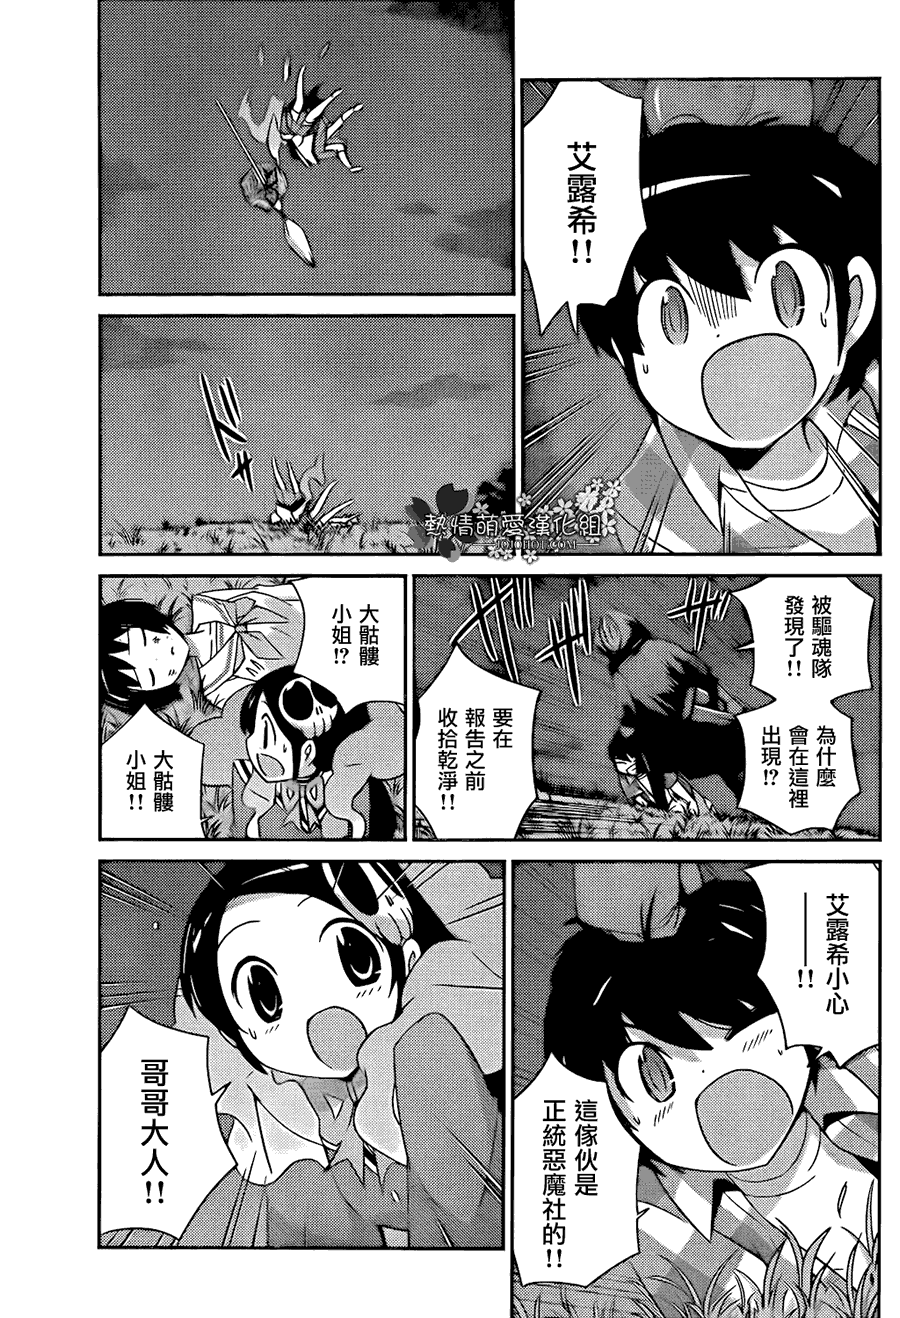 艾露希!!
熱情萌愛漢化組
JOJOHOT.COM
被驅魂隊
發現了!!
為什麼
會在這裡
出現!?
要在
報告之前
收拾乾淨!!
大骷髏
小姐!?
大骷髏
小姐!!
艾露希小心
——!!
這傢伙是
正統惡魔社的!!
哥哥大人!!